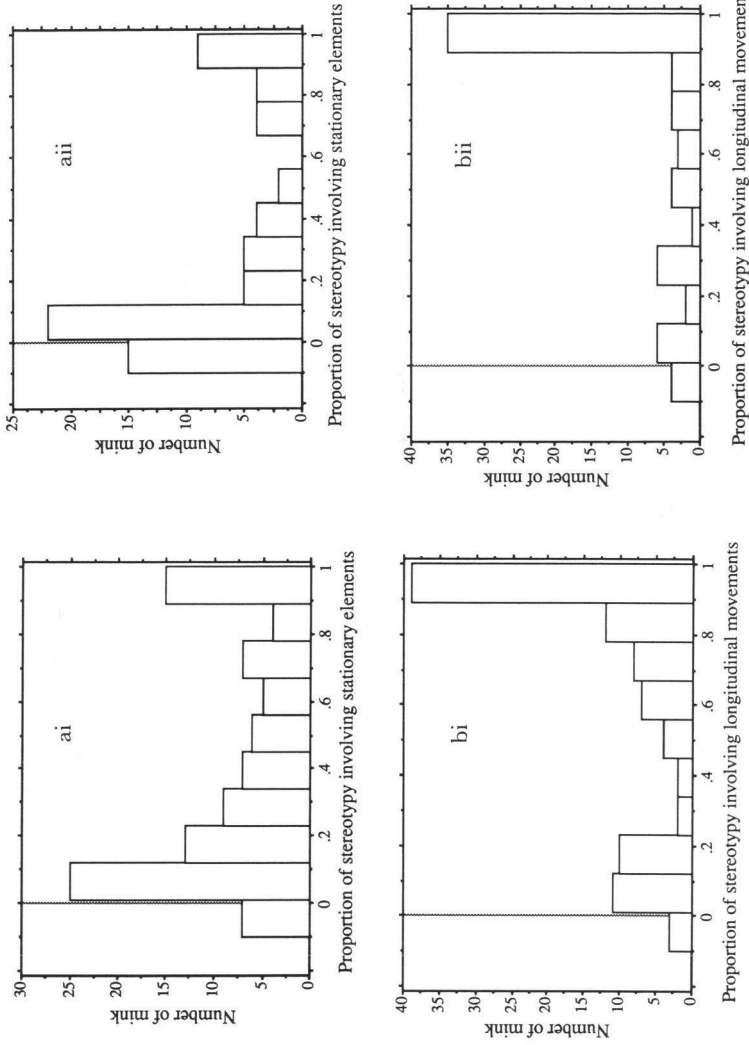 30
25
20
15
10
5
0
Number of mink
ai
0 .2 .4 .6 .8 1
Proportion of stereotypy involving stationary elements
25
20
15
10
5
0
Number of mink
aii
0 .2 .4 .6 .8 1
Proportion of stereotypy involving stationary elements
40
35
30
25
20
15
10
5
0
Number of mink
bi
0 .2 .4 .6 .8 1
Proportion of stereotypy involving longitudinal movements
40
35
30
25
20
15
10
5
0
Number of mink
bii
0 .2 .4 .6 .8 1
Proportion of stereotypy involving longitudinal movement